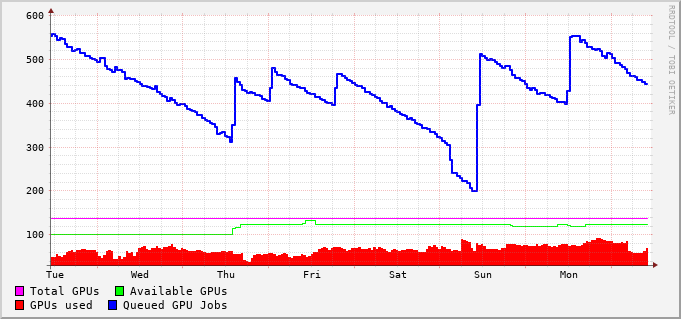 600
500
400
300
200
100
Tue Wed Thu Fri Sat Sun Mon
Total GPUs Available GPUs
GPUs used Queued GPU Jobs
RRDTOOL / TOBI OETIKER